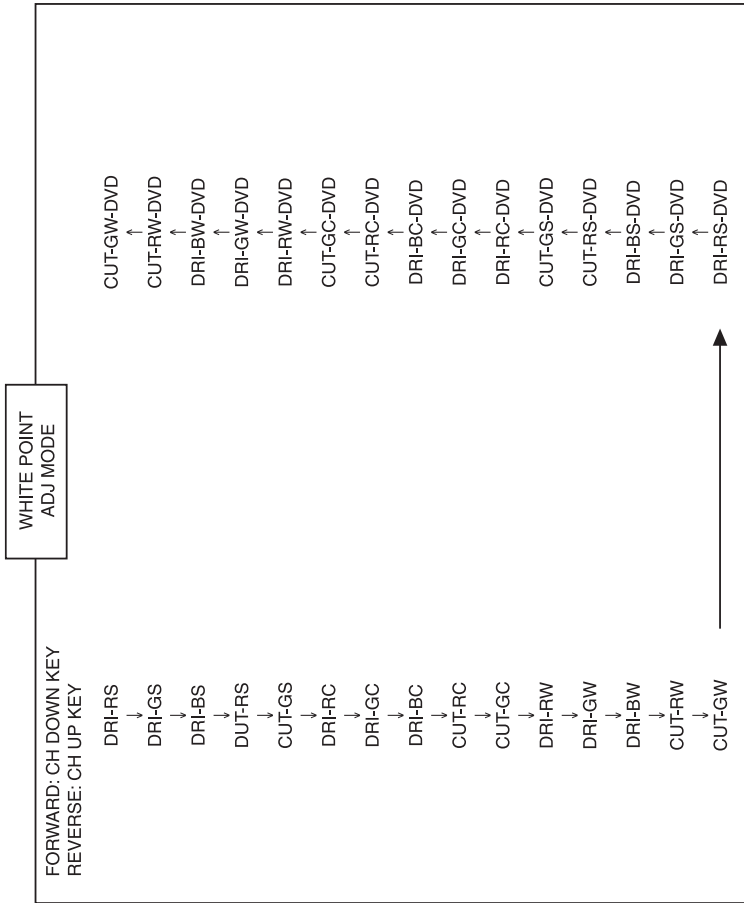 WHITE POINT
ADJ MODE
FORWARD: CH DOWN KEY
REVERSE: CH UP KEY
DRI-RS
DRI-GS
DRI-BS
DUT-RS
CUT-GS
DRI-RC
DRI-GC
DRI-BC
CUT-RC
CUT-GC
DRI-RW
DRI-GW
DRI-BW
CUT-RW
CUT-GW
CUT-GW-DVD
CUT-RW-DVD
DRI-BW-DVD
DRI-GW-DVD
DRI-RW-DVD
CUT-GC-DVD
CUT-RC-DVD
DRI-BC-DVD
DRI-GC-DVD
DRI-RC-DVD
CUT-GS-DVD
CUT-RS-DVD
DRI-BS-DVD
DRI-GS-DVD
DRI-RS-DVD